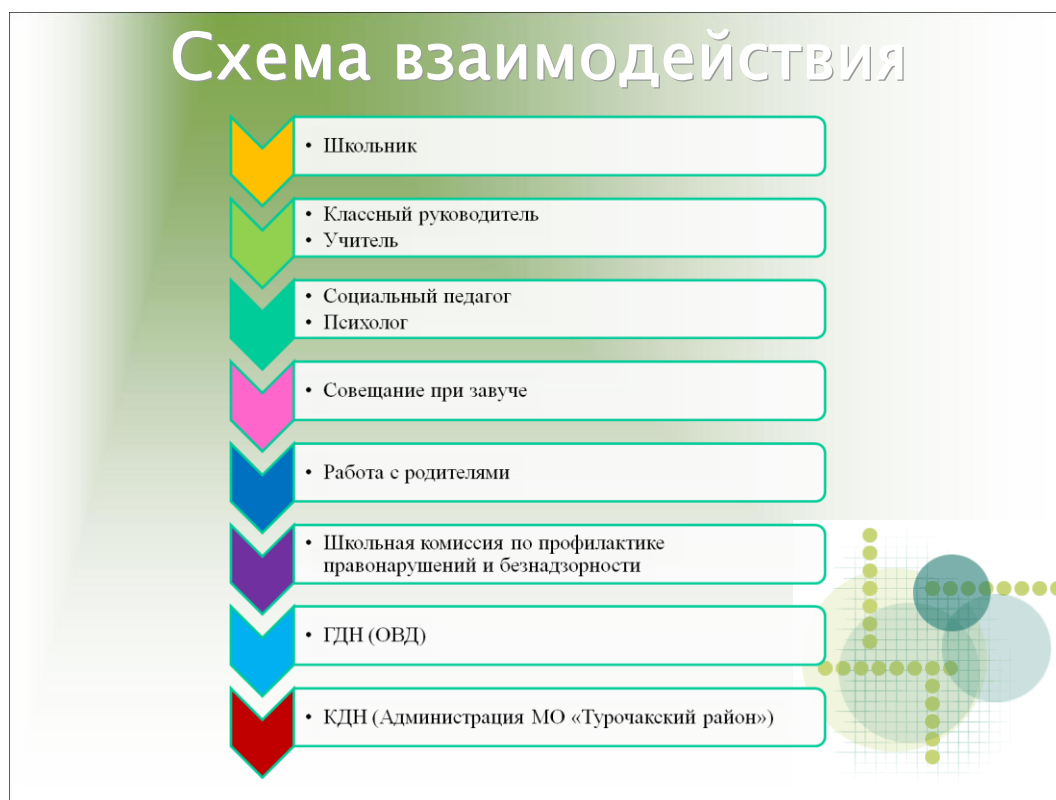 Схема взаимодействия
• Школьник
• Классный руководитель
• Учитель
• Социальный педагог
• Психолог
• Совещание при завуче
• Работа с родителями
• Школьная комиссия по профилактике
правонарушений и безнадзорности
• ГДН (ОВД)
• КДН (Администрация МО «Турочакский район»)